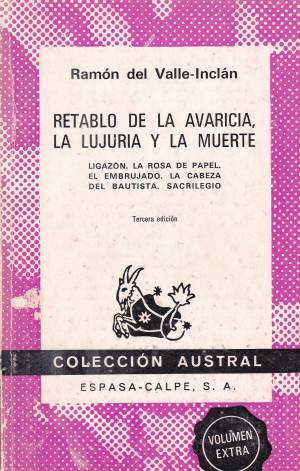 Ramón del Valle-Inclán
RETABLO DE LA AVARICIA,
LA LUJURIA Y LA MUERTE
LIGAZÓN. LA ROSA DE PAPEL.
EL EMBRUJADO. LA CABEZA
DEL BAUTISTA. SACRILEGIO
Tercera edición
COLECCIÓN AUSTRAL
ESPASA-CALPE, S. A.
VOLUMEN
EXTRA